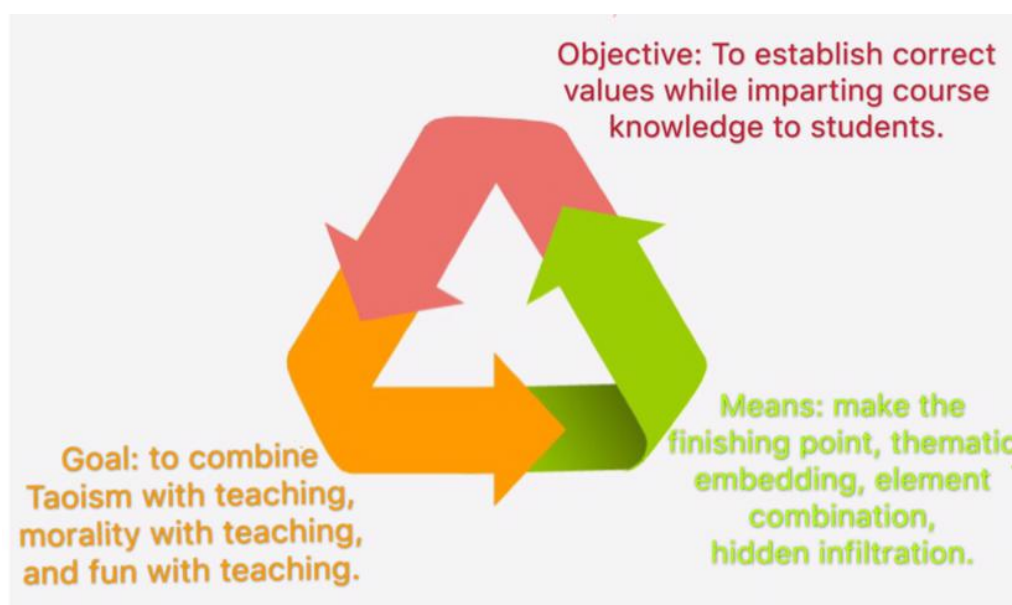 Objective: To establish correct
values while imparting course
knowledge to students.
Goal: to combine
Taoism with teaching,
morality with teaching,
and fun with teaching.
Means: make the
finishing point, thematic
embedding, element
combination,
hidden infiltration.